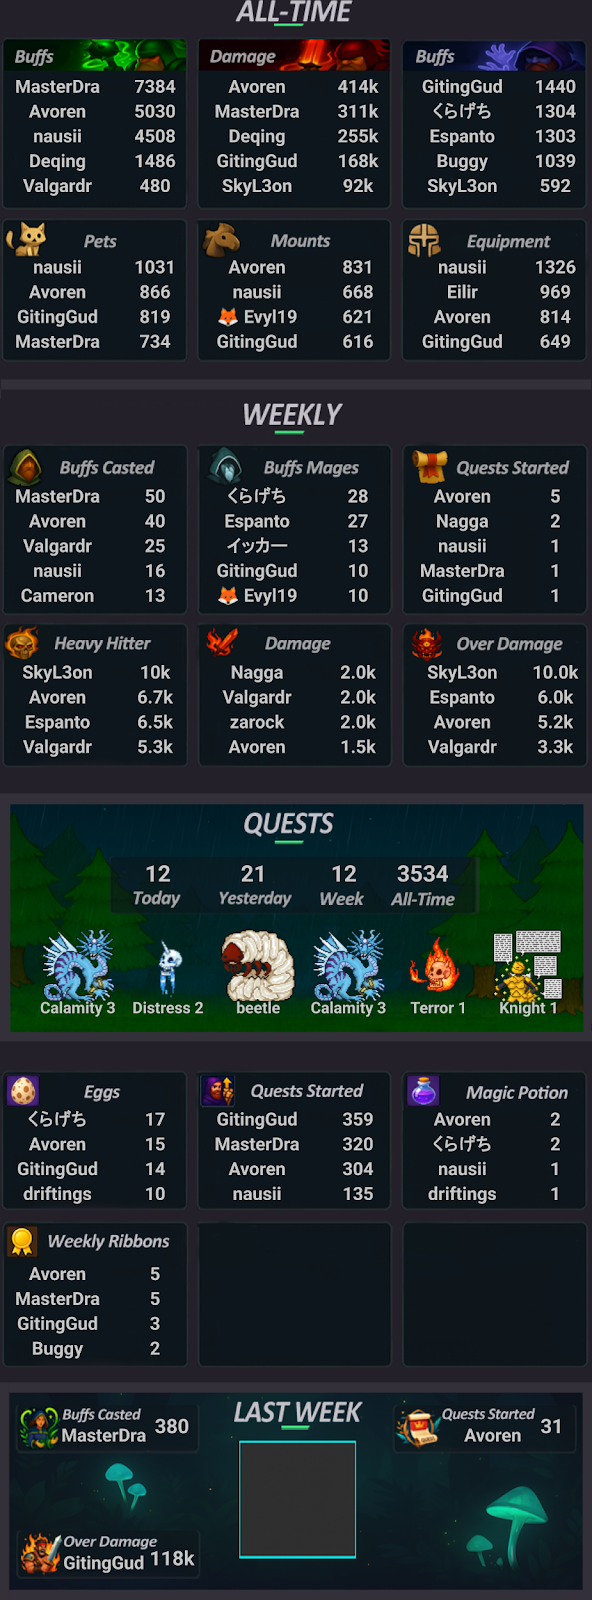 ALL-TIME
Buffs
MasterDra 7384
Avoren 5030
nausii 4508
Deqing 1486
Valgardr 480
Damage
Avoren 414k
MasterDra 311k
Deqing 255k
GitingGud 168k
SkyL3on 92k
Buffs
GitingGud 1440
くらげち 1304
Espanto 1303
Buggy 1039
SkyL3on 592
Pets
nausii 1031
Avoren 866
GitingGud 819
MasterDra 734
Mounts
Avoren 831
nausii 668
🦊 Evyl19 621
GitingGud 616
Equipment
nausii 1326
Eilir 969
Avoren 814
GitingGud 649
WEEKLY
Buffs Casted
MasterDra 50
Avoren 40
Valgardr 25
nausii 16
Cameron 13
Buffs Mages
くらげち 28
Espanto 27
イッカー 13
GitingGud 10
🦊 Evyl19 10
Quests Started
Avoren 5
Nagga 2
nausii 1
MasterDra 1
GitingGud 1
Heavy Hitter
SkyL3on 10k
Avoren 6.7k
Espanto 6.5k
Valgardr 5.3k
Damage
Nagga 2.0k
Valgardr 2.0k
zarock 2.0k
Avoren 1.5k
Over Damage
SkyL3on 10.0k
Espanto 6.0k
Avoren 5.2k
Valgardr 3.3k
QUESTS
12 21 12 3534
Today Yesterday Week All-Time
Calamity 3 Distress 2 beetle Calamity 3 Terror 1 Knight 1
Eggs
くらげち 17
Avoren 15
GitingGud 14
driftings 10
Quests Started
GitingGud 359
MasterDra 320
Avoren 304
nausii 135
Magic Potion
Avoren 2
くらげち 2
nausii 1
driftings 1
Weekly Ribbons
Avoren 5
MasterDra 5
GitingGud 3
Buggy 2
LAST WEEK
Buffs Casted
MasterDra 380
Quests Started
Avoren 31
Over Damage
GitingGud 118k